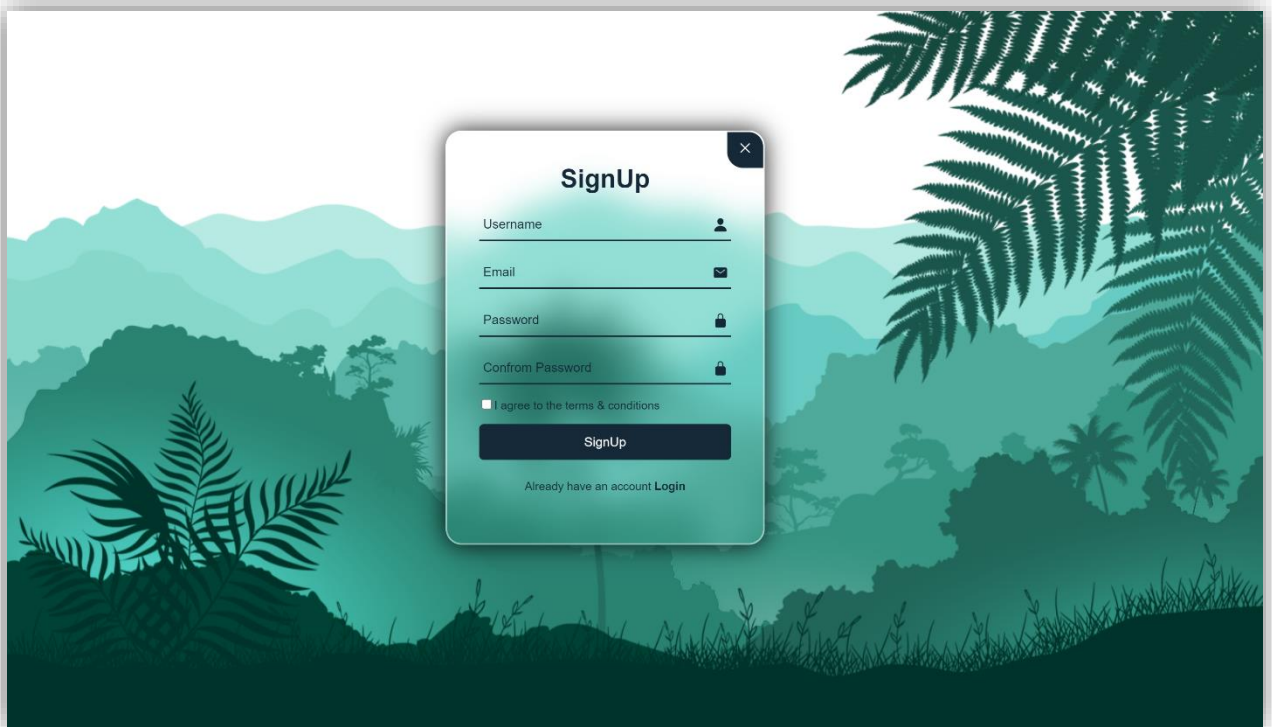 SignUp
Username
Email
Password
Confrom Password
I agree to the terms & conditions
SignUp
Already have an account Login